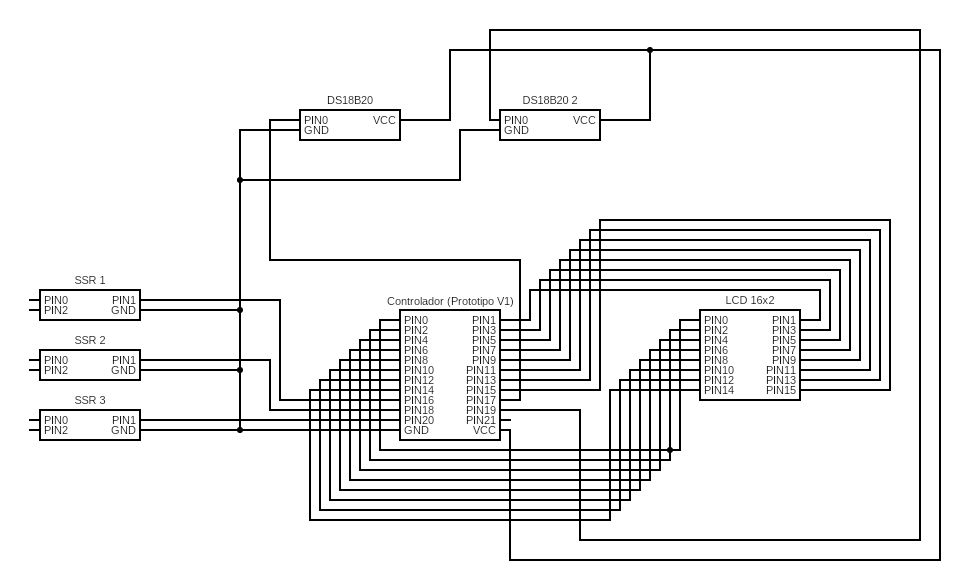 DS18B20
PIN0 VCC
GND
DS18B20 2
PIN0 VCC
GND
SSR 1
PIN0 PIN1
PIN2 GND
SSR 2
PIN0 PIN1
PIN2 GND
SSR 3
PIN0 PIN1
PIN2 GND
Controlador (Prototipo V1)
PIN0 PIN1
PIN2 PIN3
PIN4 PIN5
PIN6 PIN7
PIN8 PIN9
PIN10 PIN11
PIN12 PIN13
PIN14 PIN15
PIN16 PIN17
PIN18 PIN19
PIN20 PIN21
GND VCC
LCD 16x2
PIN0 PIN1
PIN2 PIN3
PIN4 PIN5
PIN6 PIN7
PIN8 PIN9
PIN10 PIN11
PIN12 PIN13
PIN14 PIN15